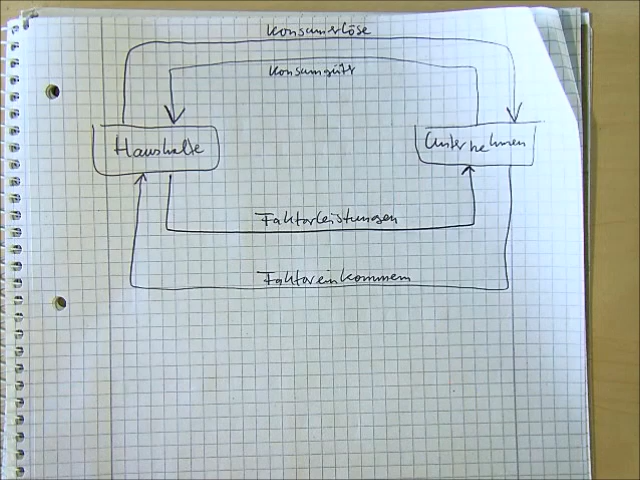 Konsumerlöse
Konsumgüter
Haushalte
Unternehmen
Faktorleistungen
Faktoreinkommen